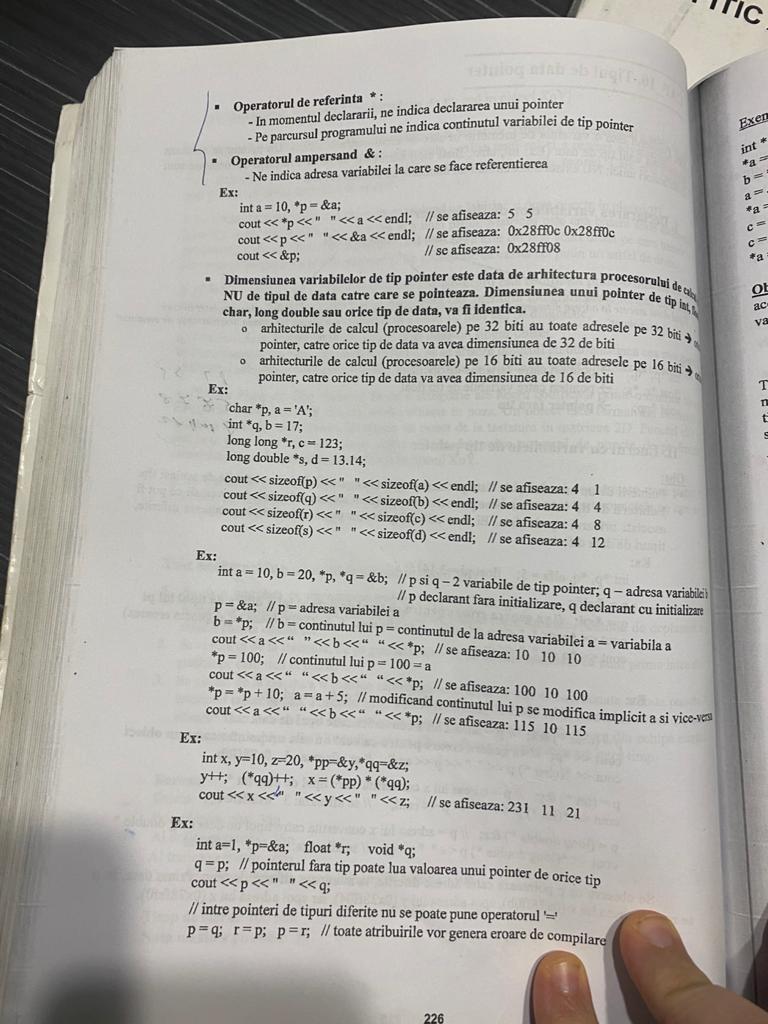 ITIC
▪ Operatorul de referinta * :
- In momentul declararii, ne indica declararea unui pointer
- Pe parcursul programului ne indica continutul variabilei de tip pointer
▪ Operatorul ampersand & :
- Ne indica adresa variabilei la care se face referentierea
Ex:
int a = 10, *p = &a;
cout << *p << " " << a << endl; // se afiseaza: 5 5
cout << p << " " << &a << endl; // se afiseaza: 0x28ff0c 0x28ff0c
cout << &p; // se afiseaza: 0x28ff08
▪ Dimensiunea variabilelor de tip pointer este data de arhitectura procesorului de
NU de tipul de data catre care se pointeaza. Dimensiunea unui pointer de tip int,
char, long double sau orice tip de data, va fi identica.
o arhitecturile de calcul (procesoarele) pe 32 biti au toate adresele pe 32 biti →
pointer, catre orice tip de data va avea dimensiunea de 32 de biti
o arhitecturile de calcul (procesoarele) pe 16 biti au toate adresele pe 16 biti →
pointer, catre orice tip de data va avea dimensiunea de 16 de biti
Ex:
char *p, a = 'A';
int *q, b = 17;
long long *r, c = 123;
long double *s, d = 13.14;
cout << sizeof(p) << " " << sizeof(a) << endl; // se afiseaza: 4 1
cout << sizeof(q) << " " << sizeof(b) << endl; // se afiseaza: 4 4
cout << sizeof(r) << " " << sizeof(c) << endl; // se afiseaza: 4 8
cout << sizeof(s) << " " << sizeof(d) << endl; // se afiseaza: 4 12
Ex:
int a = 10, b = 20, *p, *q = &b; // p si q – 2 variabile de tip pointer; q – adresa variabilei b
// p declarant fara initializare, q declarant cu initializare
p = &a; // p = adresa variabilei a
b = *p; // b = continutul lui p = continutul de la adresa variabilei a = variabila a
cout << a << “ ” << b << “ “ << *p; // se afiseaza: 10 10 10
*p = 100; // continutul lui p = 100 = a
cout << a << “ “ << b << “ “ << *p; // se afiseaza: 100 10 100
*p = *p + 10; a = a + 5; // modificand continutul lui p se modifica implicit a si vice-versa
cout << a << “ “ << b << “ “ << *p; // se afiseaza: 115 10 115
Ex:
int x, y=10, z=20, *pp=&y,*qq=&z;
y++; (*qq)++; x = (*pp) * (*qq);
cout << x << " " << y << " " << z; // se afiseaza: 231 11 21
Ex:
int a=1, *p=&a; float *r; void *q;
q = p; // pointerul fara tip poate lua valoarea unui pointer de orice tip
cout << p << " " << q;
// intre pointeri de tipuri diferite nu se poate pune operatorul '='
p = q; r = p; p = r; // toate atribuirile vor genera eroare de compilare
226
int *
*a =
b =
a =
*a =
c =
c =
*a